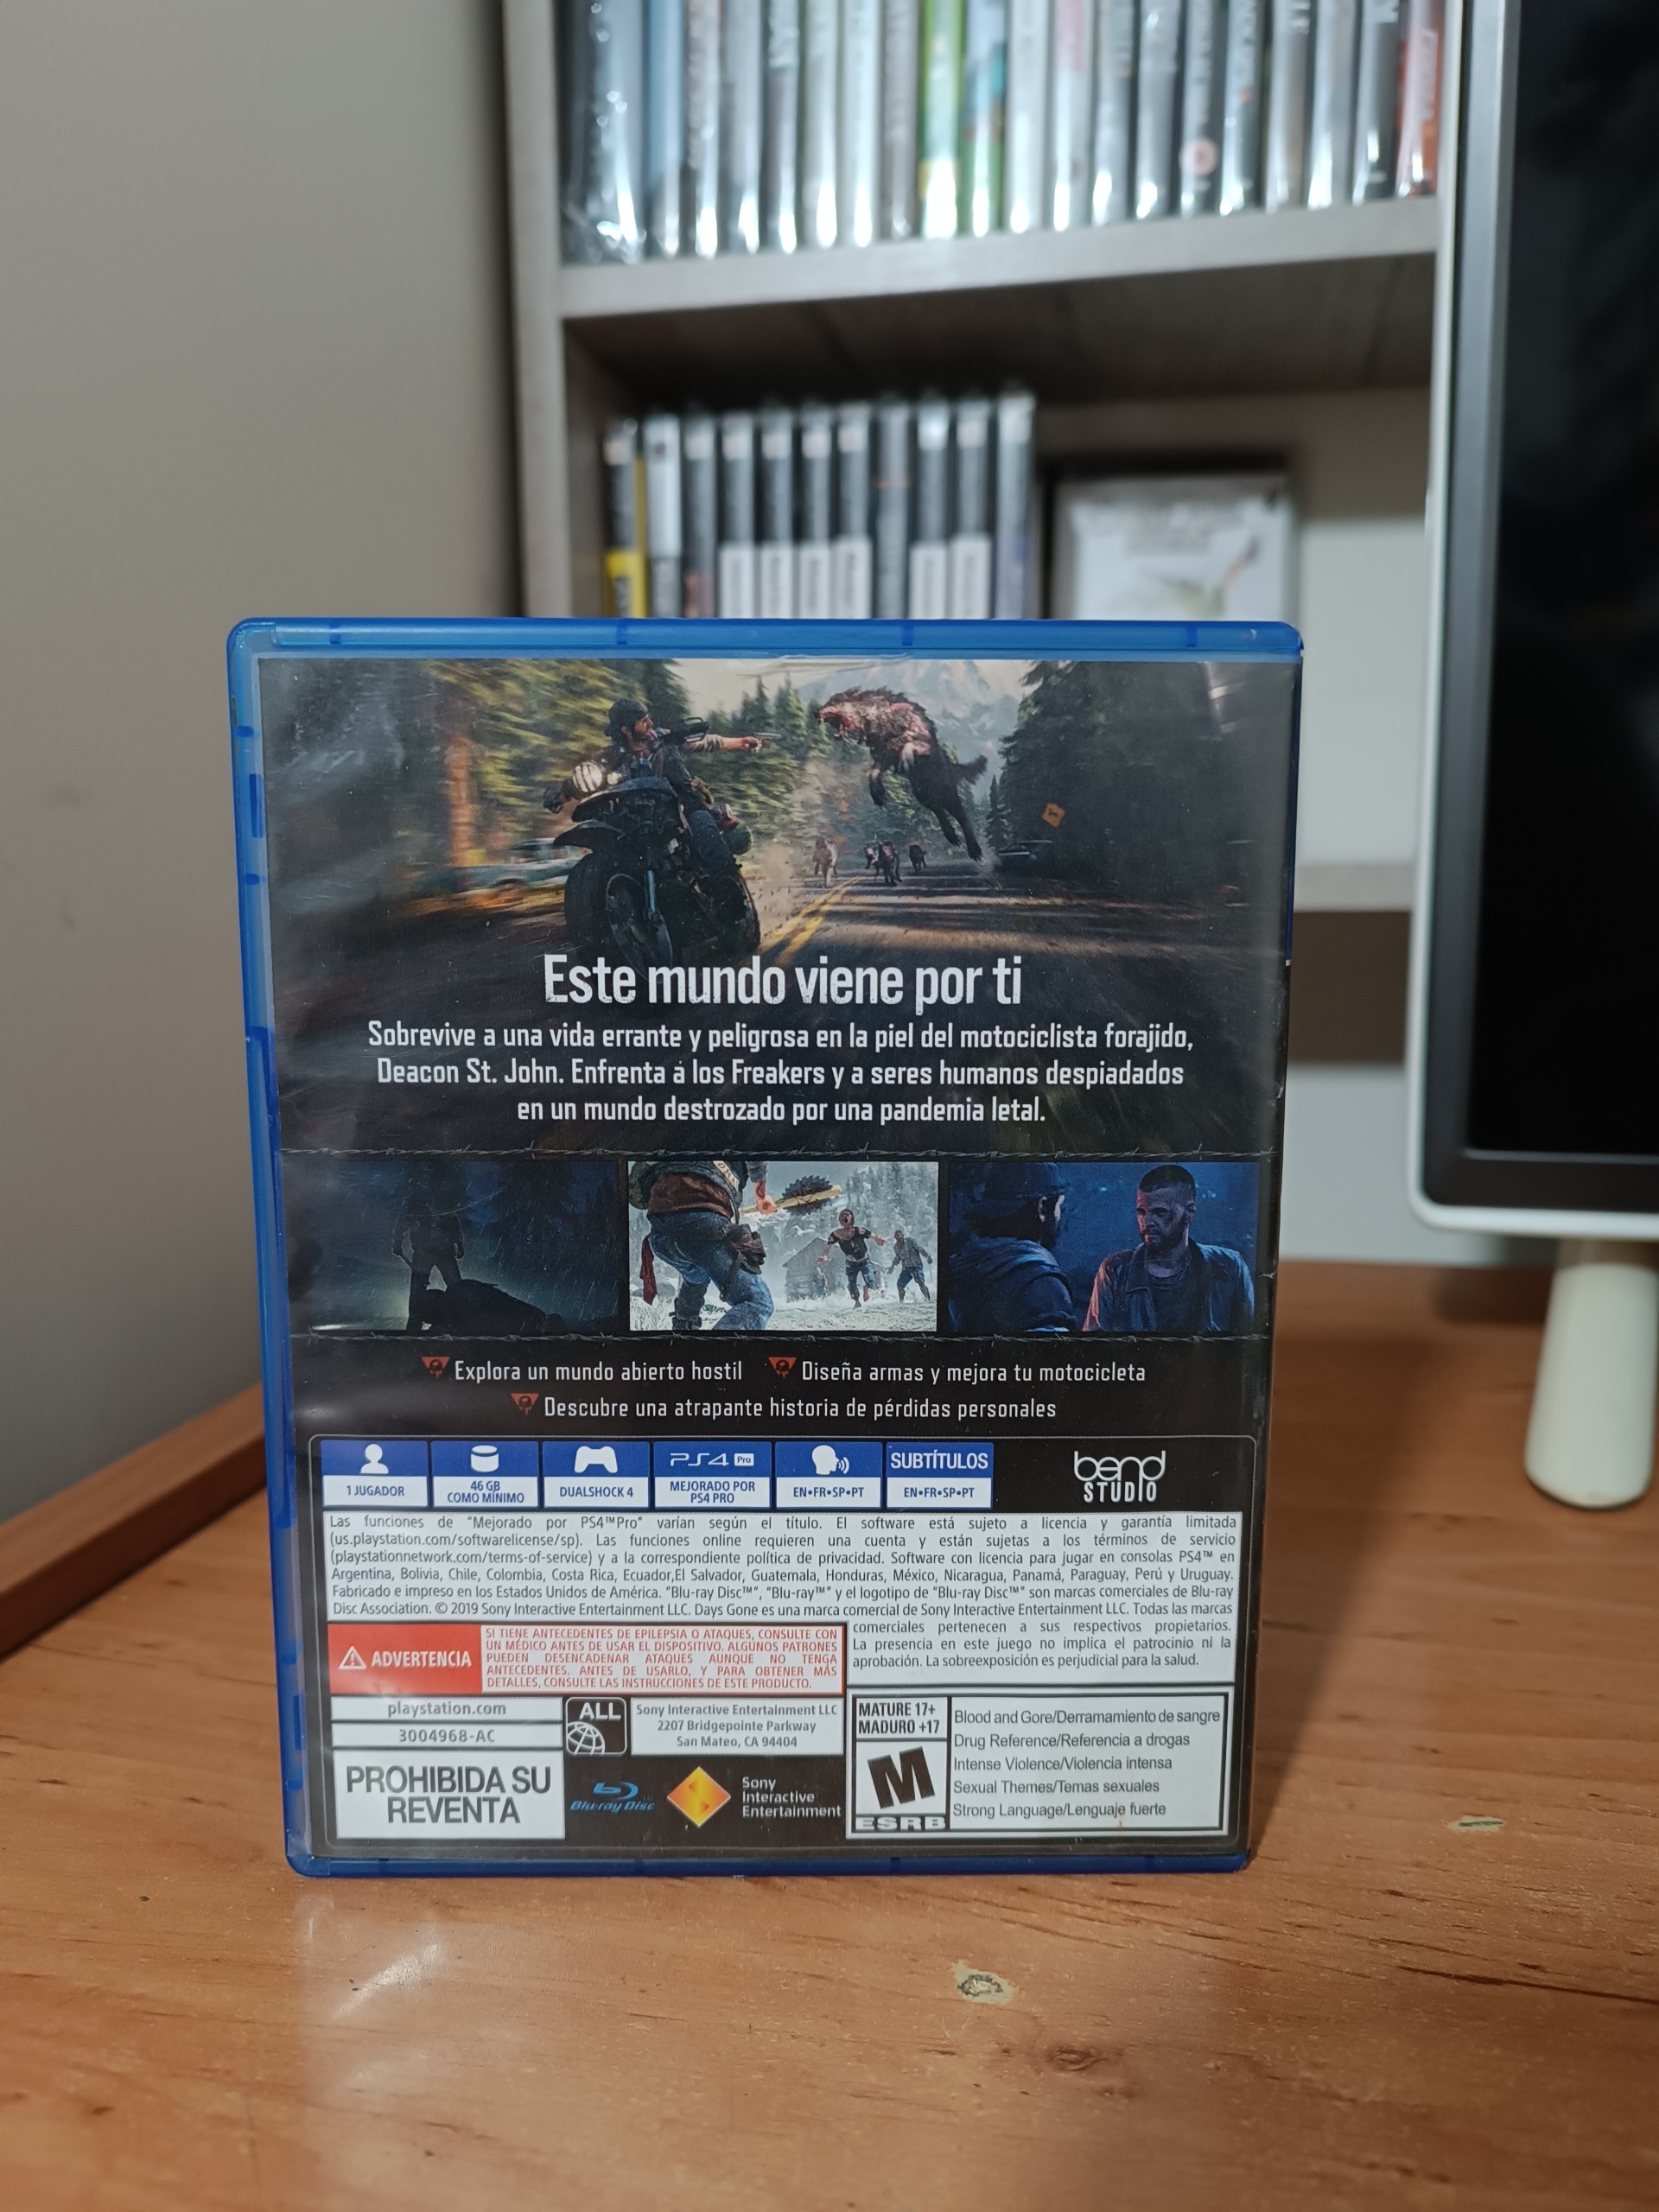 Este mundo viene por ti
Sobrevive a una vida errante y peligrosa en la piel del motociclista forajido,
Deacon St. John. Enfrenta a los Freakers y a seres humanos despiadados
en un mundo destrozado por una pandemia letal.
Explora un mundo abierto hostil
Diseña armas y mejora tu motocicleta
Descubre una atrapante historia de pérdidas personales
1 JUGADOR
46 GB
COMO MÍNIMO
DUALSHOCK 4
PS4 Pro
MEJORADO POR
PS4 PRO
EN•FR•SP•PT
SUBTÍTULOS
EN•FR•SP•PT
bend
STUDIO
Las funciones de "Mejorado por PS4™Pro" varían según el título. El software está sujeto a licencia y garantía limitada
(us.playstation.com/softwarelicense/sp). Las funciones online requieren una cuenta y están sujetas a los términos de servicio
(playstationnetwork.com/terms-of-service) y a la correspondiente política de privacidad. Software con licencia para jugar en consolas PS4™ en
Argentina, Bolivia, Chile, Colombia, Costa Rica, Ecuador,El Salvador, Guatemala, Honduras, México, Nicaragua, Panamá, Paraguay, Perú y Uruguay.
Fabricado e impreso en los Estados Unidos de América. "Blu-ray Disc™", "Blu-ray™" y el logotipo de "Blu-ray Disc™" son marcas comerciales de Blu-ray
Disc Association. © 2019 Sony Interactive Entertainment LLC. Days Gone es una marca comercial de Sony Interactive Entertainment LLC. Todas las marcas
comerciales pertenecen a sus respectivos propietarios.
La presencia en este juego no implica el patrocinio ni la
aprobación. La sobreexposición es perjudicial para la salud.
ADVERTENCIA
SI TIENE ANTECEDENTES DE EPILEPSIA O ATAQUES, CONSULTE CON
UN MÉDICO ANTES DE USAR EL DISPOSITIVO. ALGUNOS PATRONES
PUEDEN DESENCADENAR ATAQUES AUNQUE NO TENGA
ANTECEDENTES. ANTES DE USARLO, Y PARA OBTENER MÁS
DETALLES, CONSULTE LAS INSTRUCCIONES DE ESTE PRODUCTO.
playstation.com
3004968-AC
ALL
Sony Interactive Entertainment LLC
2207 Bridgepointe Parkway
San Mateo, CA 94404
PROHIBIDA SU
REVENTA
Blu-ray Disc
Sony
Interactive
Entertainment
MATURE 17+
MADURO +17
M
ESRB
Blood and Gore/Derramamiento de sangre
Drug Reference/Referencia a drogas
Intense Violence/Violencia intensa
Sexual Themes/Temas sexuales
Strong Language/Lenguaje fuerte